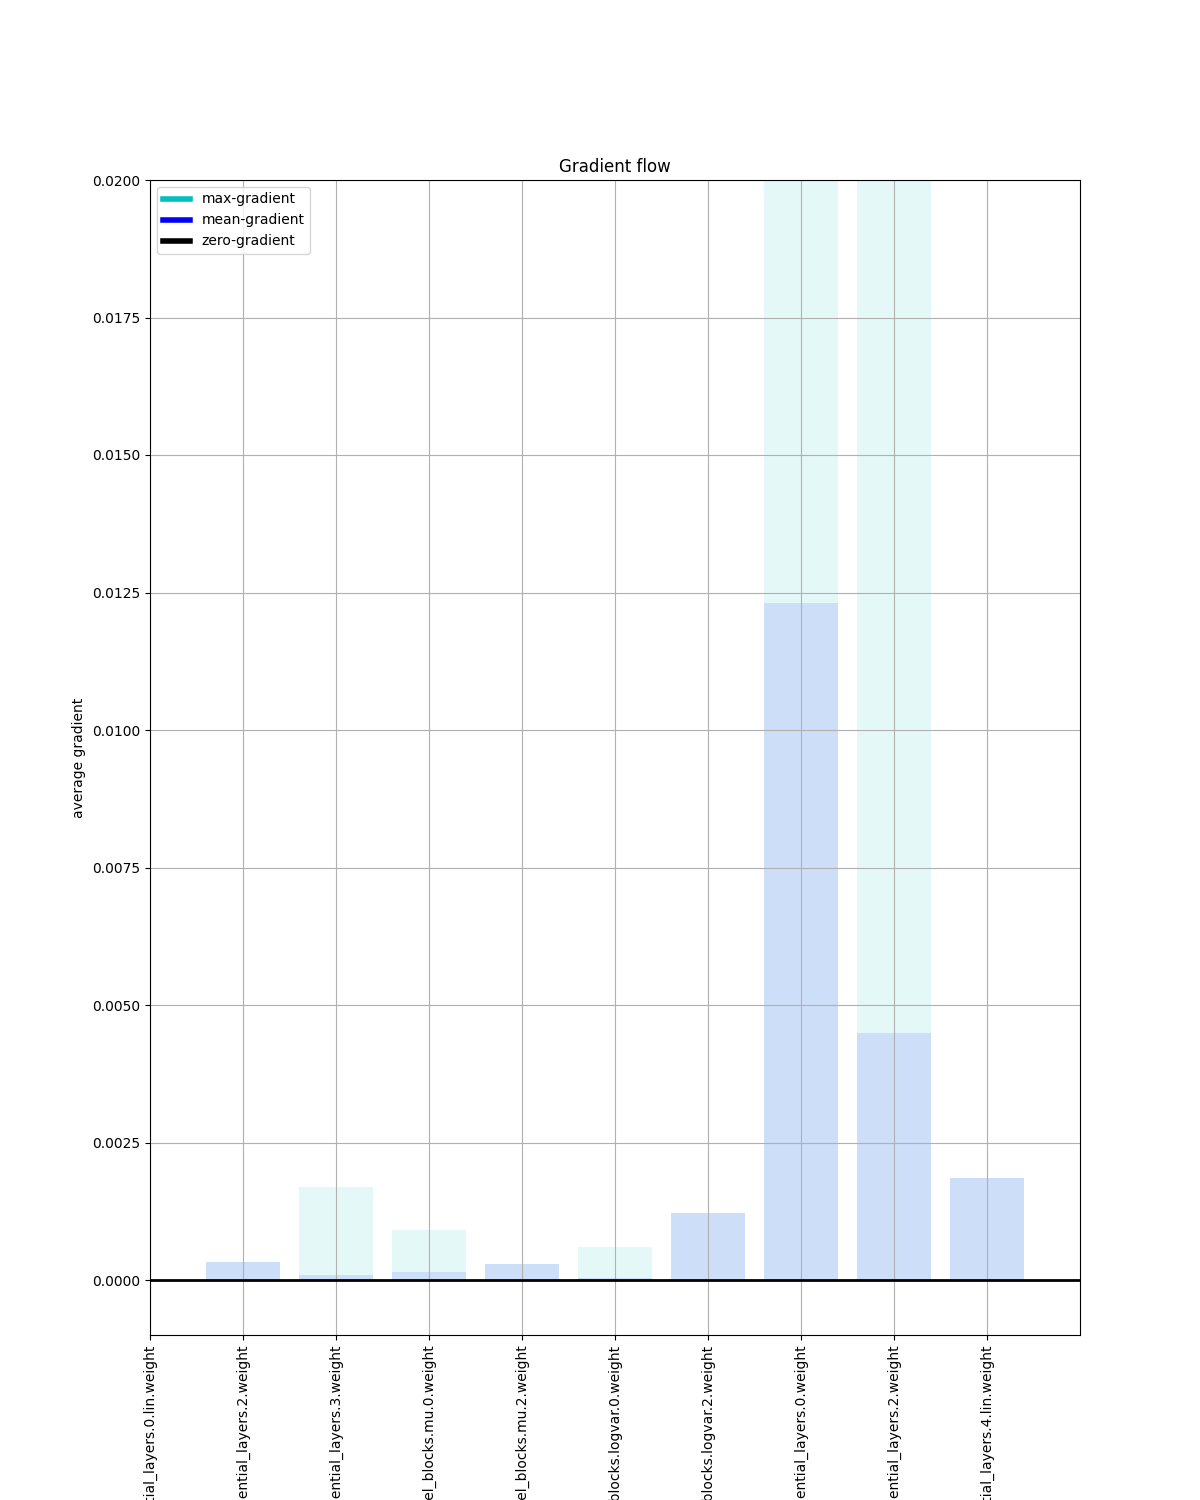 Gradient flow
max-gradient
mean-gradient
zero-gradient
0.0200
0.0175
0.0150
0.0125
0.0100
0.0075
0.0050
0.0025
0.0000
average gradient
tial_layers.0.lin.weight
ential_layers.2.weight
ential_layers.3.weight
el_blocks.mu.0.weight
el_blocks.mu.2.weight
blocks.logvar.0.weight
blocks.logvar.2.weight
ential_layers.0.weight
ential_layers.2.weight
tial_layers.4.lin.weight